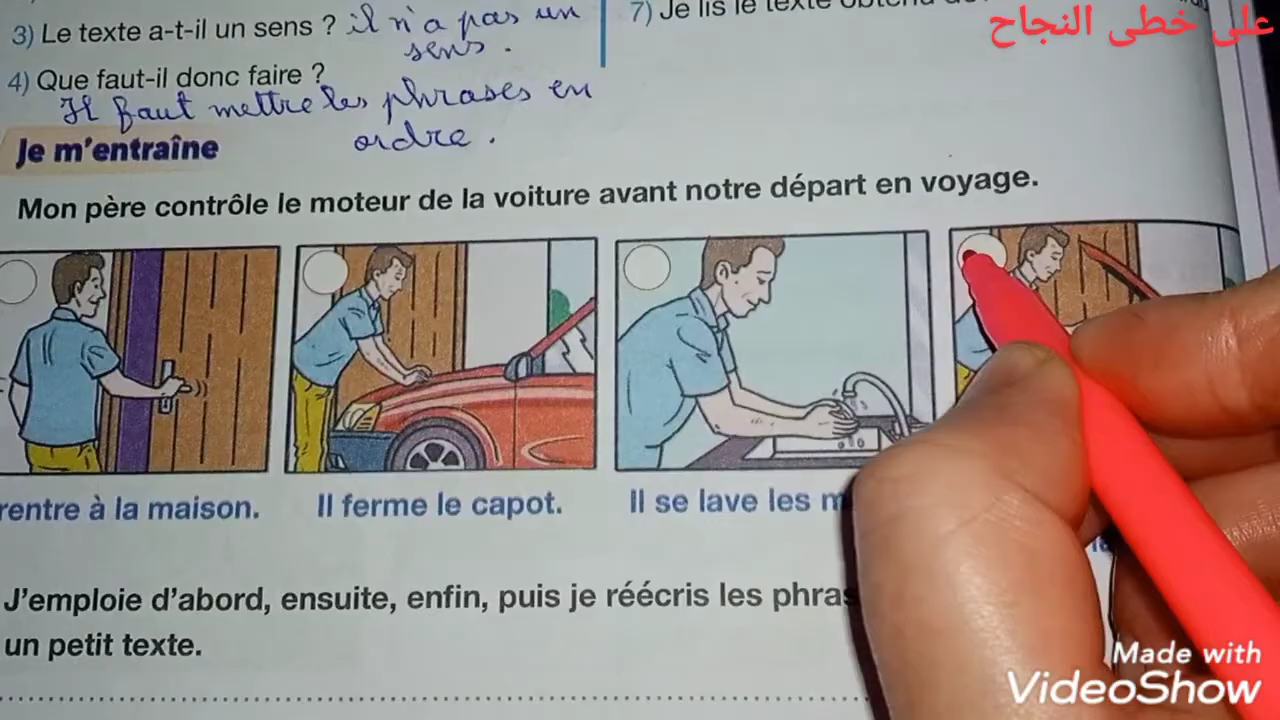 على خطى النجاح
3) Le texte a-t-il un sens ? il n'a pas un
sens.
4) Que faut-il donc faire ?
Il faut mettre les phrases en
ordre.
7) Je lis le texte
Je m'entraîne
Mon père contrôle le moteur de la voiture avant notre départ en voyage.
rentre à la maison.
Il ferme le capot.
Il se lave les
J'emploie d'abord, ensuite, enfin, puis je réécris les
un petit texte.
Made with
VideoShow